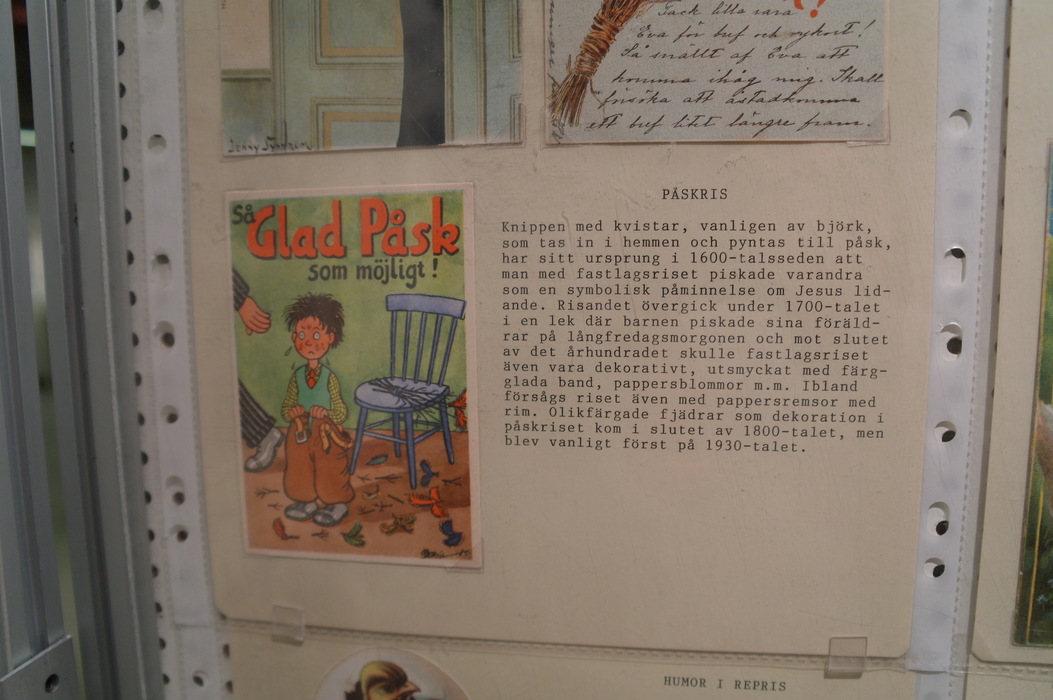 Tack lilla rara
Eva för bref och vykort!
Så snällt af Eva att
komma ihåg mig. Skall
försöka att åstadkomma
ett bref litet längre fram.
Jenny Nyström
Så
Glad Påsk
som möjligt!
PÅSKRIS
Knippen med kvistar, vanligen av björk,
som tas in i hemmen och pyntas till påsk,
har sitt ursprung i 1600-talsseden att
man med fastlagsriset piskade varandra
som en symbolisk påminnelse om Jesus lid-
ande. Risandet övergick under 1700-talet
i en lek där barnen piskade sina föräld-
rar på långfredagsmorgonen och mot slutet
av det århundradet skulle fastlagsriset
även vara dekorativt, utsmyckat med färg-
glada band, pappersblommor m.m. Ibland
försågs riset även med pappersremsor med
rim. Olikfärgade fjädrar som dekoration i
påskriset kom i slutet av 1800-talet, men
blev vanligt först på 1930-talet.
HUMOR I REPRIS